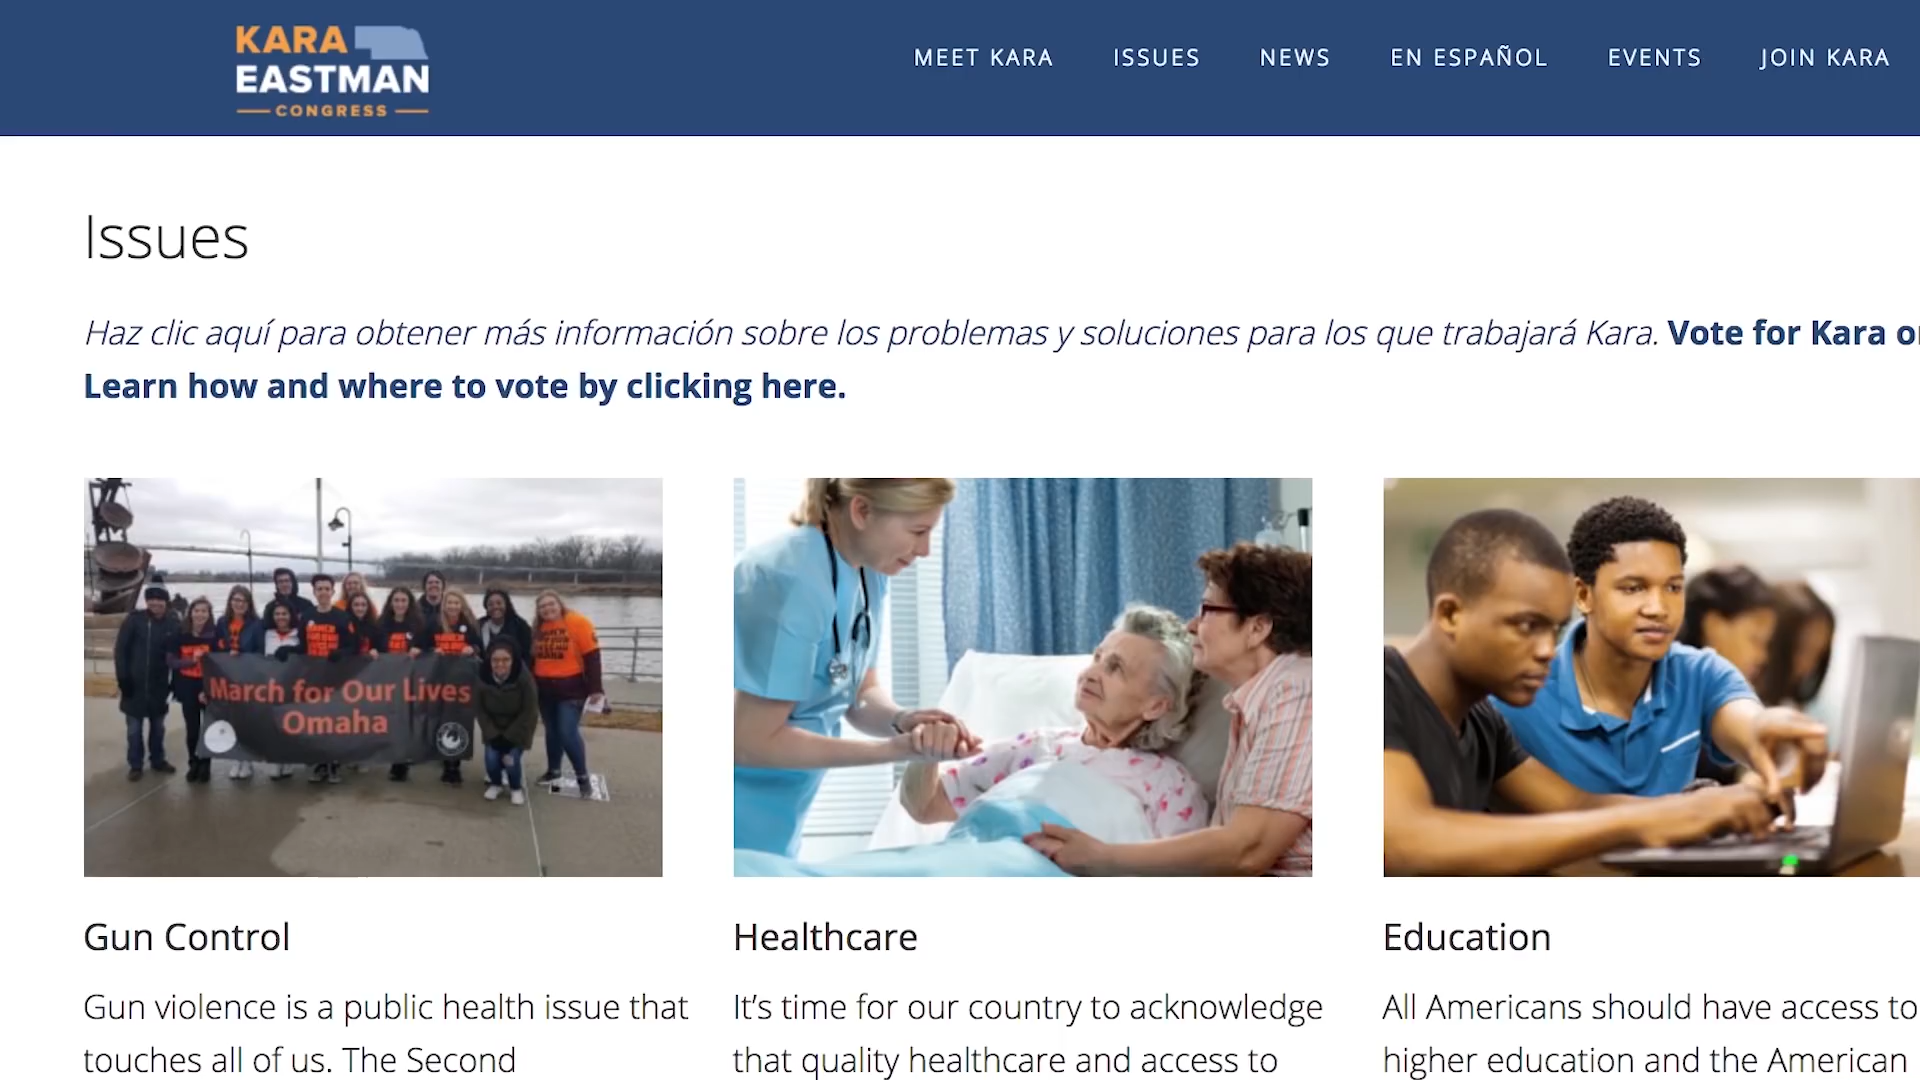 KARA
EASTMAN
CONGRESS
MEET KARA
ISSUES
NEWS
EN ESPAÑOL
EVENTS
JOIN KARA
Issues
Haz clic aquí para obtener más información sobre los problemas y soluciones para los que trabajará Kara. Vote for Kara
Learn how and where to vote by clicking here.
March for Our Lives
Omaha
Gun Control
Gun violence is a public health issue that
touches all of us. The Second
Healthcare
It’s time for our country to acknowledge
that quality healthcare and access to
Education
All Americans should have access to
higher education and the American